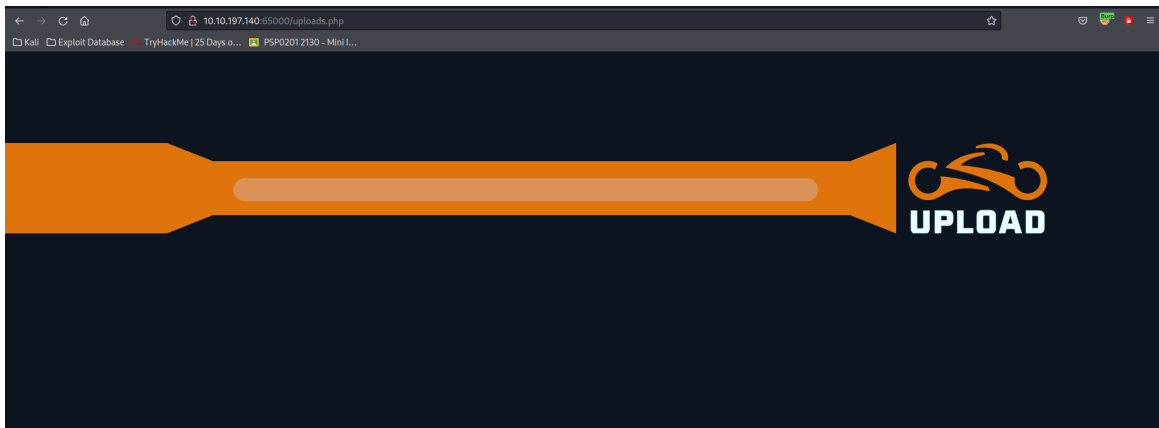 10.10.197.140:65000/uploads.php
Kali Exploit Database TryHackMe | 25 Days o... PSP0201 2130 - Mini I...
UPLOAD